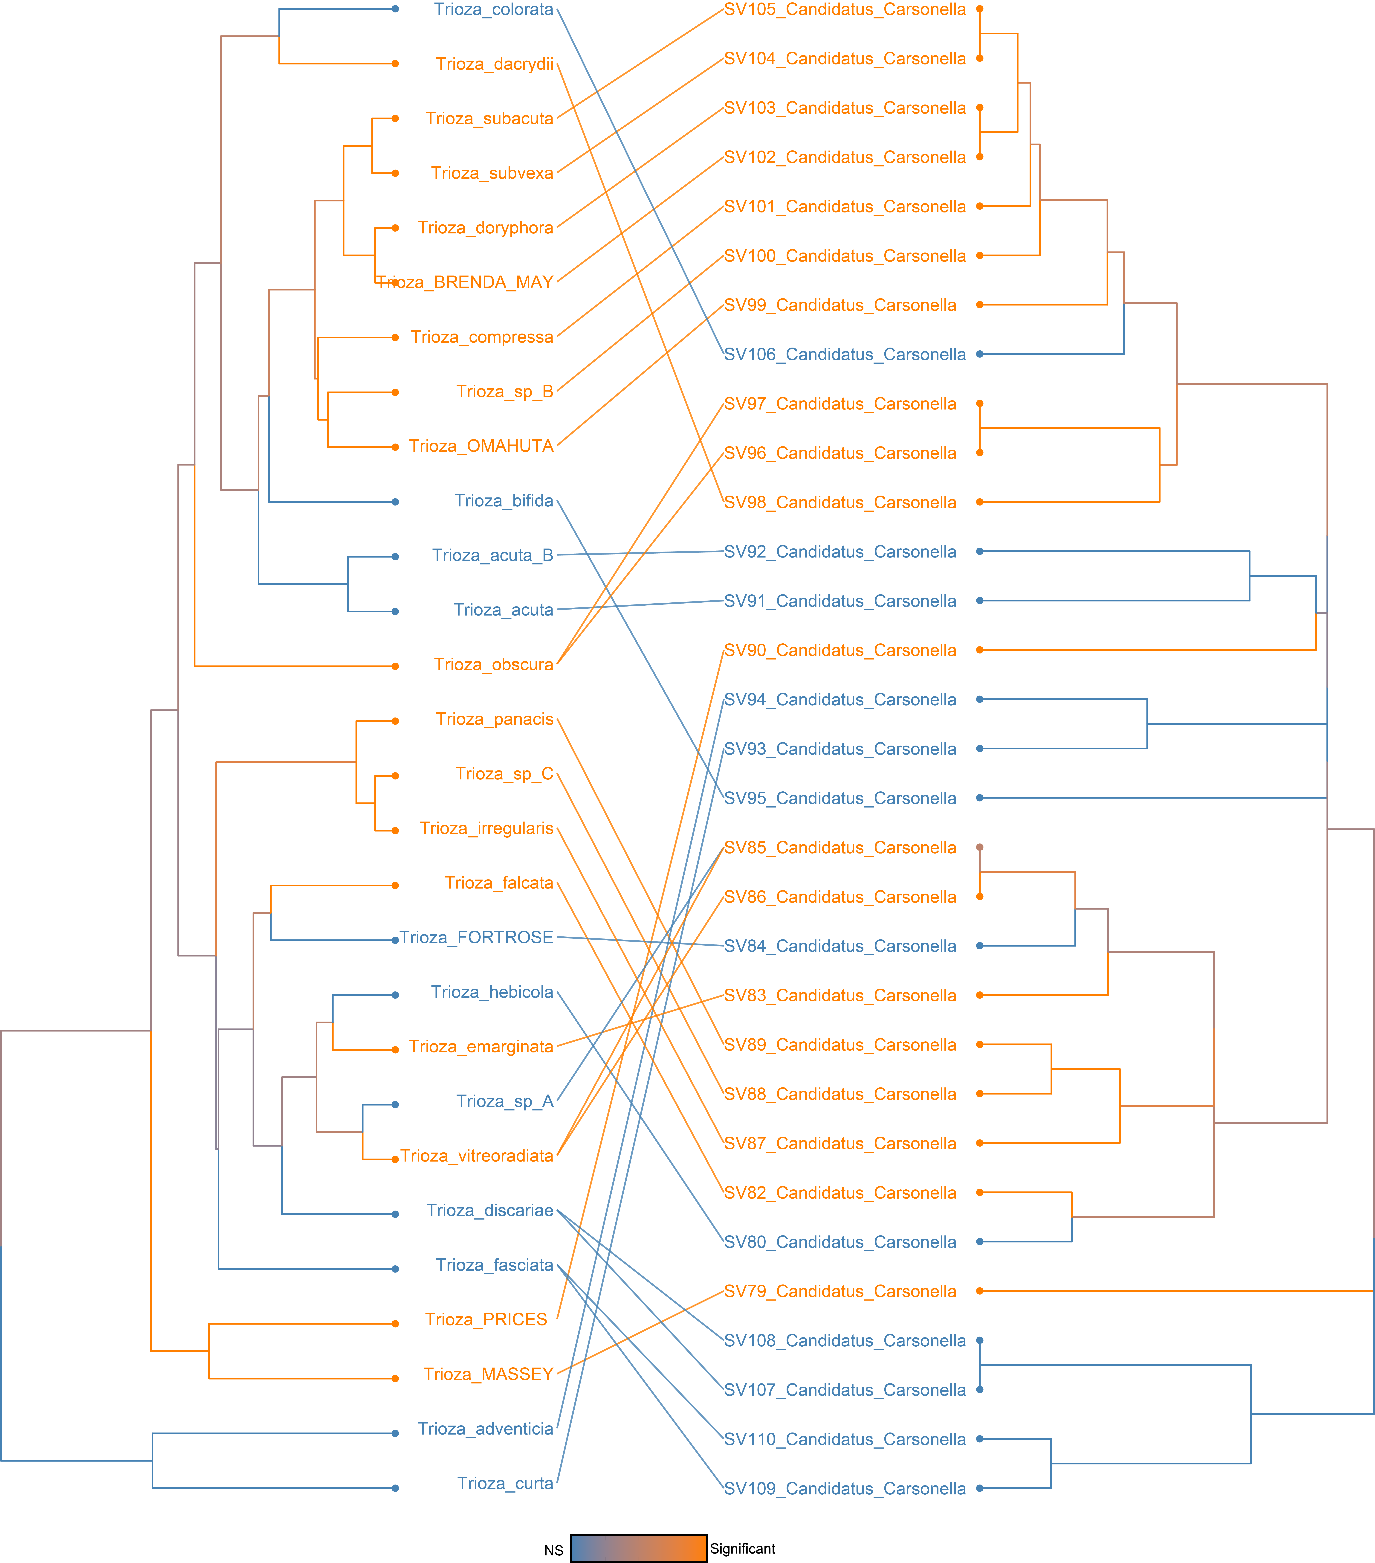 Trioza_colorata
Trioza_dacrydii
Trioza_subacuta
Trioza_subvexa
Trioza_doryphora
Trioza_BRENDA_MAY
Trioza_compressa
Trioza_sp_B
Trioza_OMAHUTA
Trioza_bifida
Trioza_acuta_B
Trioza_acuta
Trioza_obscura
Trioza_panacis
Trioza_sp_C
Trioza_irregularis
Trioza_falcata
Trioza_FORTROSE
Trioza_hebicola
Trioza_emarginata
Trioza_sp_A
Trioza_vitreoradiata
Trioza_discariae
Trioza_fasciata
Trioza_PRICES
Trioza_MASSEY
Trioza_adventicia
Trioza_curta
SV105_Candidatus_Carsonella
SV104_Candidatus_Carsonella
SV103_Candidatus_Carsonella
SV102_Candidatus_Carsonella
SV101_Candidatus_Carsonella
SV100_Candidatus_Carsonella
SV99_Candidatus_Carsonella
SV106_Candidatus_Carsonella
SV97_Candidatus_Carsonella
SV96_Candidatus_Carsonella
SV98_Candidatus_Carsonella
SV92_Candidatus_Carsonella
SV91_Candidatus_Carsonella
SV90_Candidatus_Carsonella
SV94_Candidatus_Carsonella
SV93_Candidatus_Carsonella
SV95_Candidatus_Carsonella
SV85_Candidatus_Carsonella
SV86_Candidatus_Carsonella
SV84_Candidatus_Carsonella
SV83_Candidatus_Carsonella
SV89_Candidatus_Carsonella
SV88_Candidatus_Carsonella
SV87_Candidatus_Carsonella
SV82_Candidatus_Carsonella
SV80_Candidatus_Carsonella
SV79_Candidatus_Carsonella
SV108_Candidatus_Carsonella
SV107_Candidatus_Carsonella
SV110_Candidatus_Carsonella
SV109_Candidatus_Carsonella
NS Significant